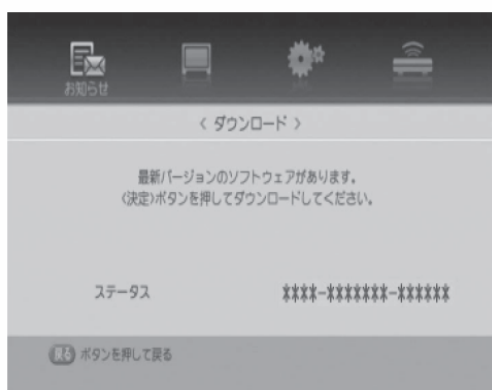 お知らせ
〈 ダウンロード 〉
最新バージョンのソフトウェアがあります。
〈決定〉ボタンを押してダウンロードしてください。
ステータス ****-*******-******
戻る ボタンを押して戻る